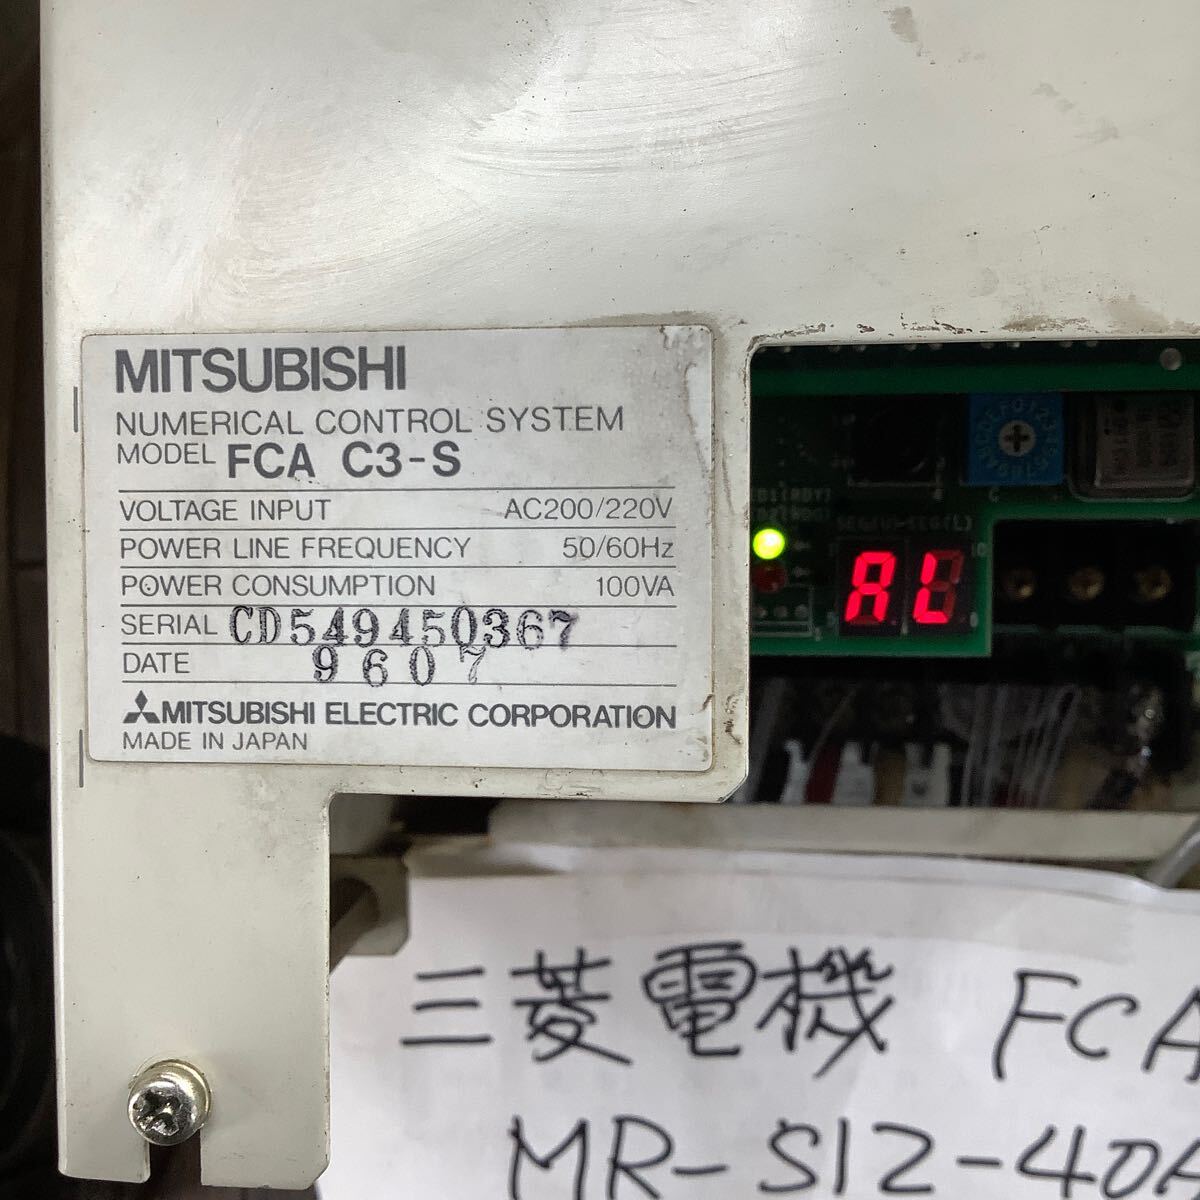 MITSUBISHI
NUMERICAL CONTROL SYSTEM
MODEL FCA C3-S
VOLTAGE INPUT AC200/220V
POWER LINE FREQUENCY 50/60Hz
POWER CONSUMPTION 100VA
SERIAL CD549450367
DATE 9607
MITSUBISHI ELECTRIC CORPORATION
MADE IN JAPAN
AL
三菱電機 FCA
MR-S12-40A